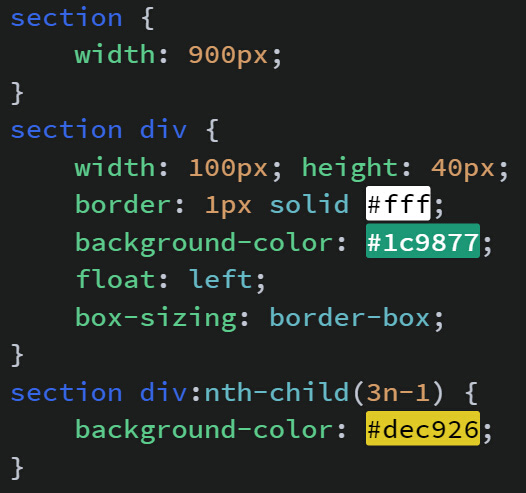 section {
    width: 900px;
}
section div {
    width: 100px; height: 40px;
    border: 1px solid #fff;
    background-color: #1c9877;
    float: left;
    box-sizing: border-box;
}
section div:nth-child(3n-1) {
    background-color: #dec926;
}